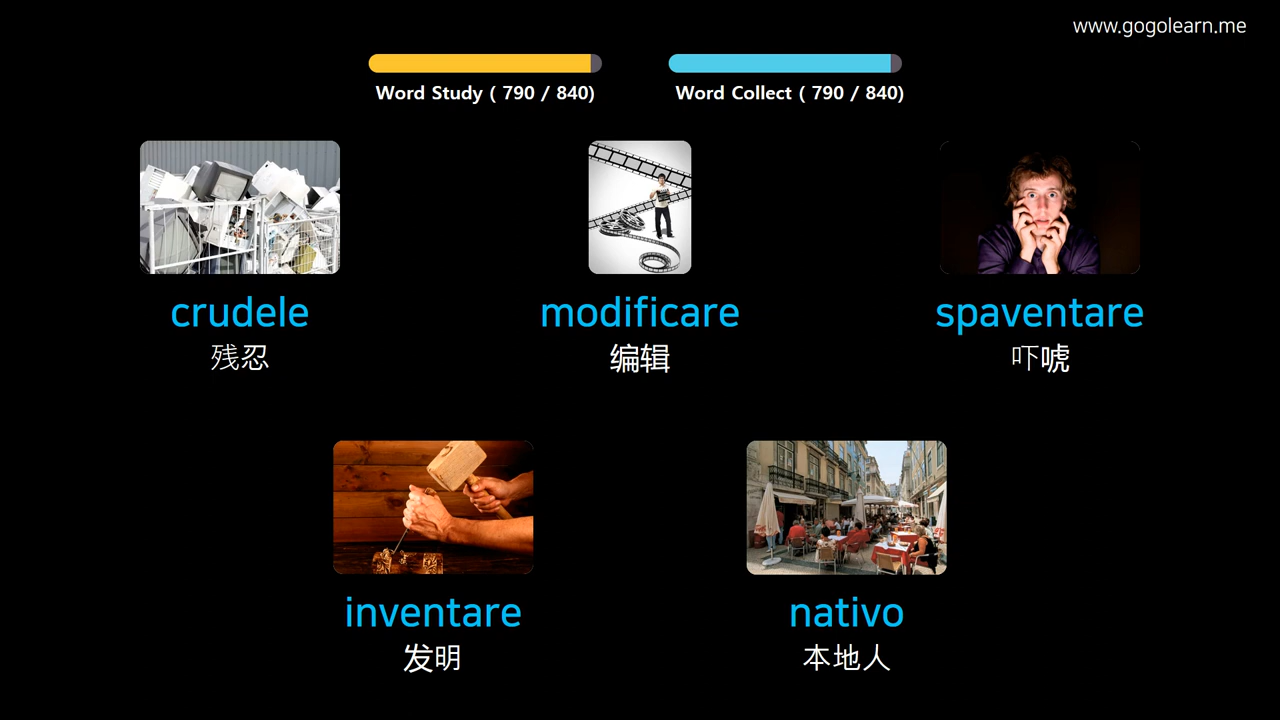 www.gogolearn.me
Word Study ( 790 / 840)
Word Collect ( 790 / 840)
crudele
残忍
modificare
编辑
spaventare
吓唬
inventare
发明
nativo
本地人